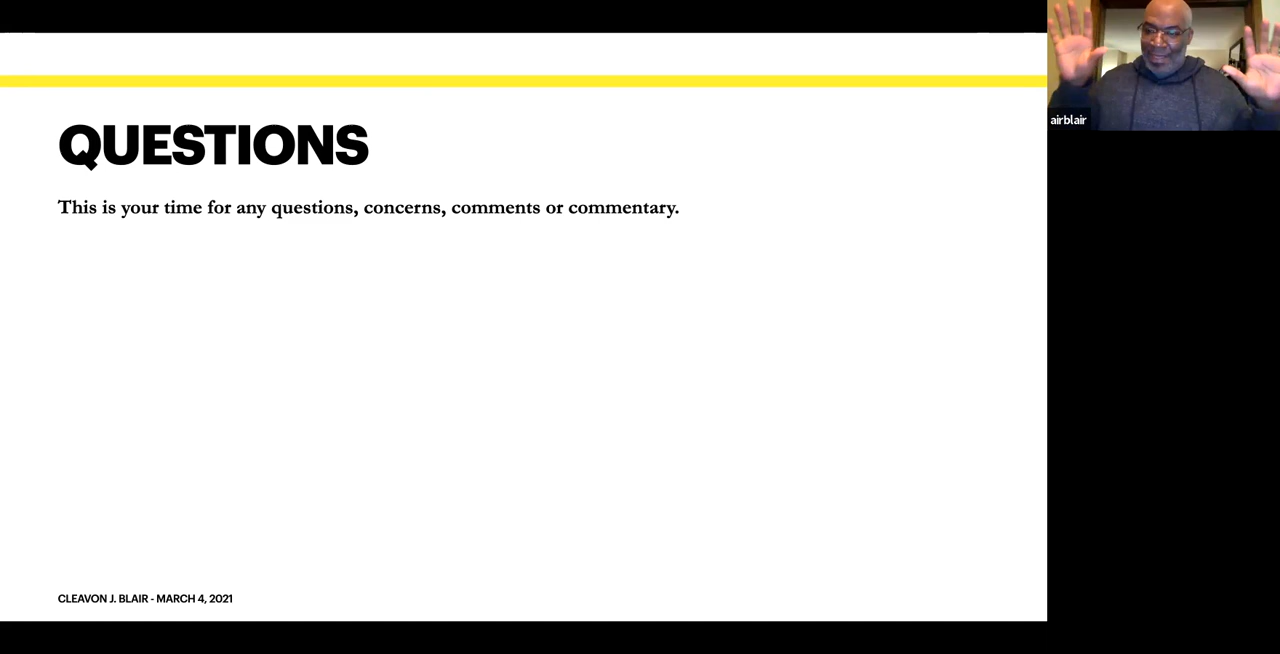 QUESTIONS
This is your time for any questions, concerns, comments or commentary.
CLEAVON J. BLAIR - MARCH 4, 2021
airblair